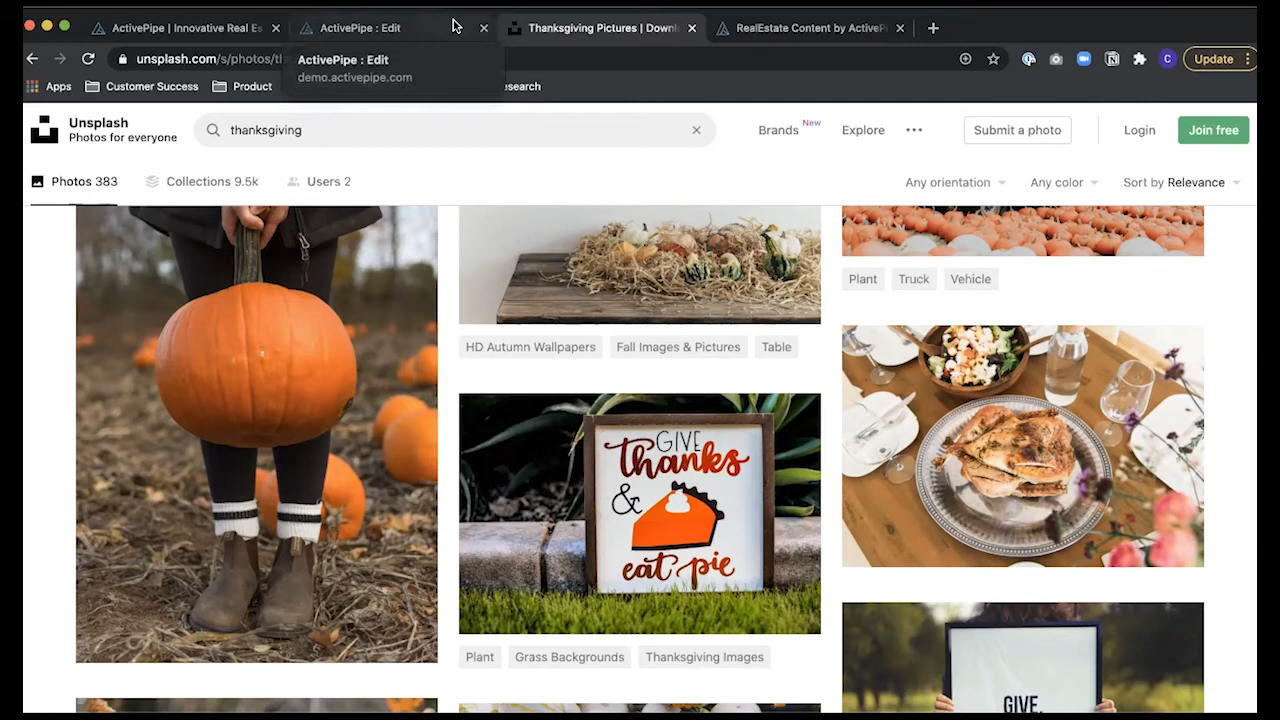 ActivePipe | Innovative Real Es
ActivePipe : Edit
Thanksgiving Pictures | Downl
RealEstate Content by ActiveP
unsplash.com/s/photos/th
ActivePipe : Edit
demo.activepipe.com
C
Update
Apps
Customer Success
Product
search
Unsplash
Photos for everyone
thanksgiving
Brands New
Explore
Submit a photo
Login
Join free
Photos 383
Collections 9.5k
Users 2
Any orientation
Any color
Sort by Relevance
Plant
Truck
Vehicle
HD Autumn Wallpapers
Fall Images & Pictures
Table
GIVE
thanks
&
eat pie
Plant
Grass Backgrounds
Thanksgiving Images
GIVE.